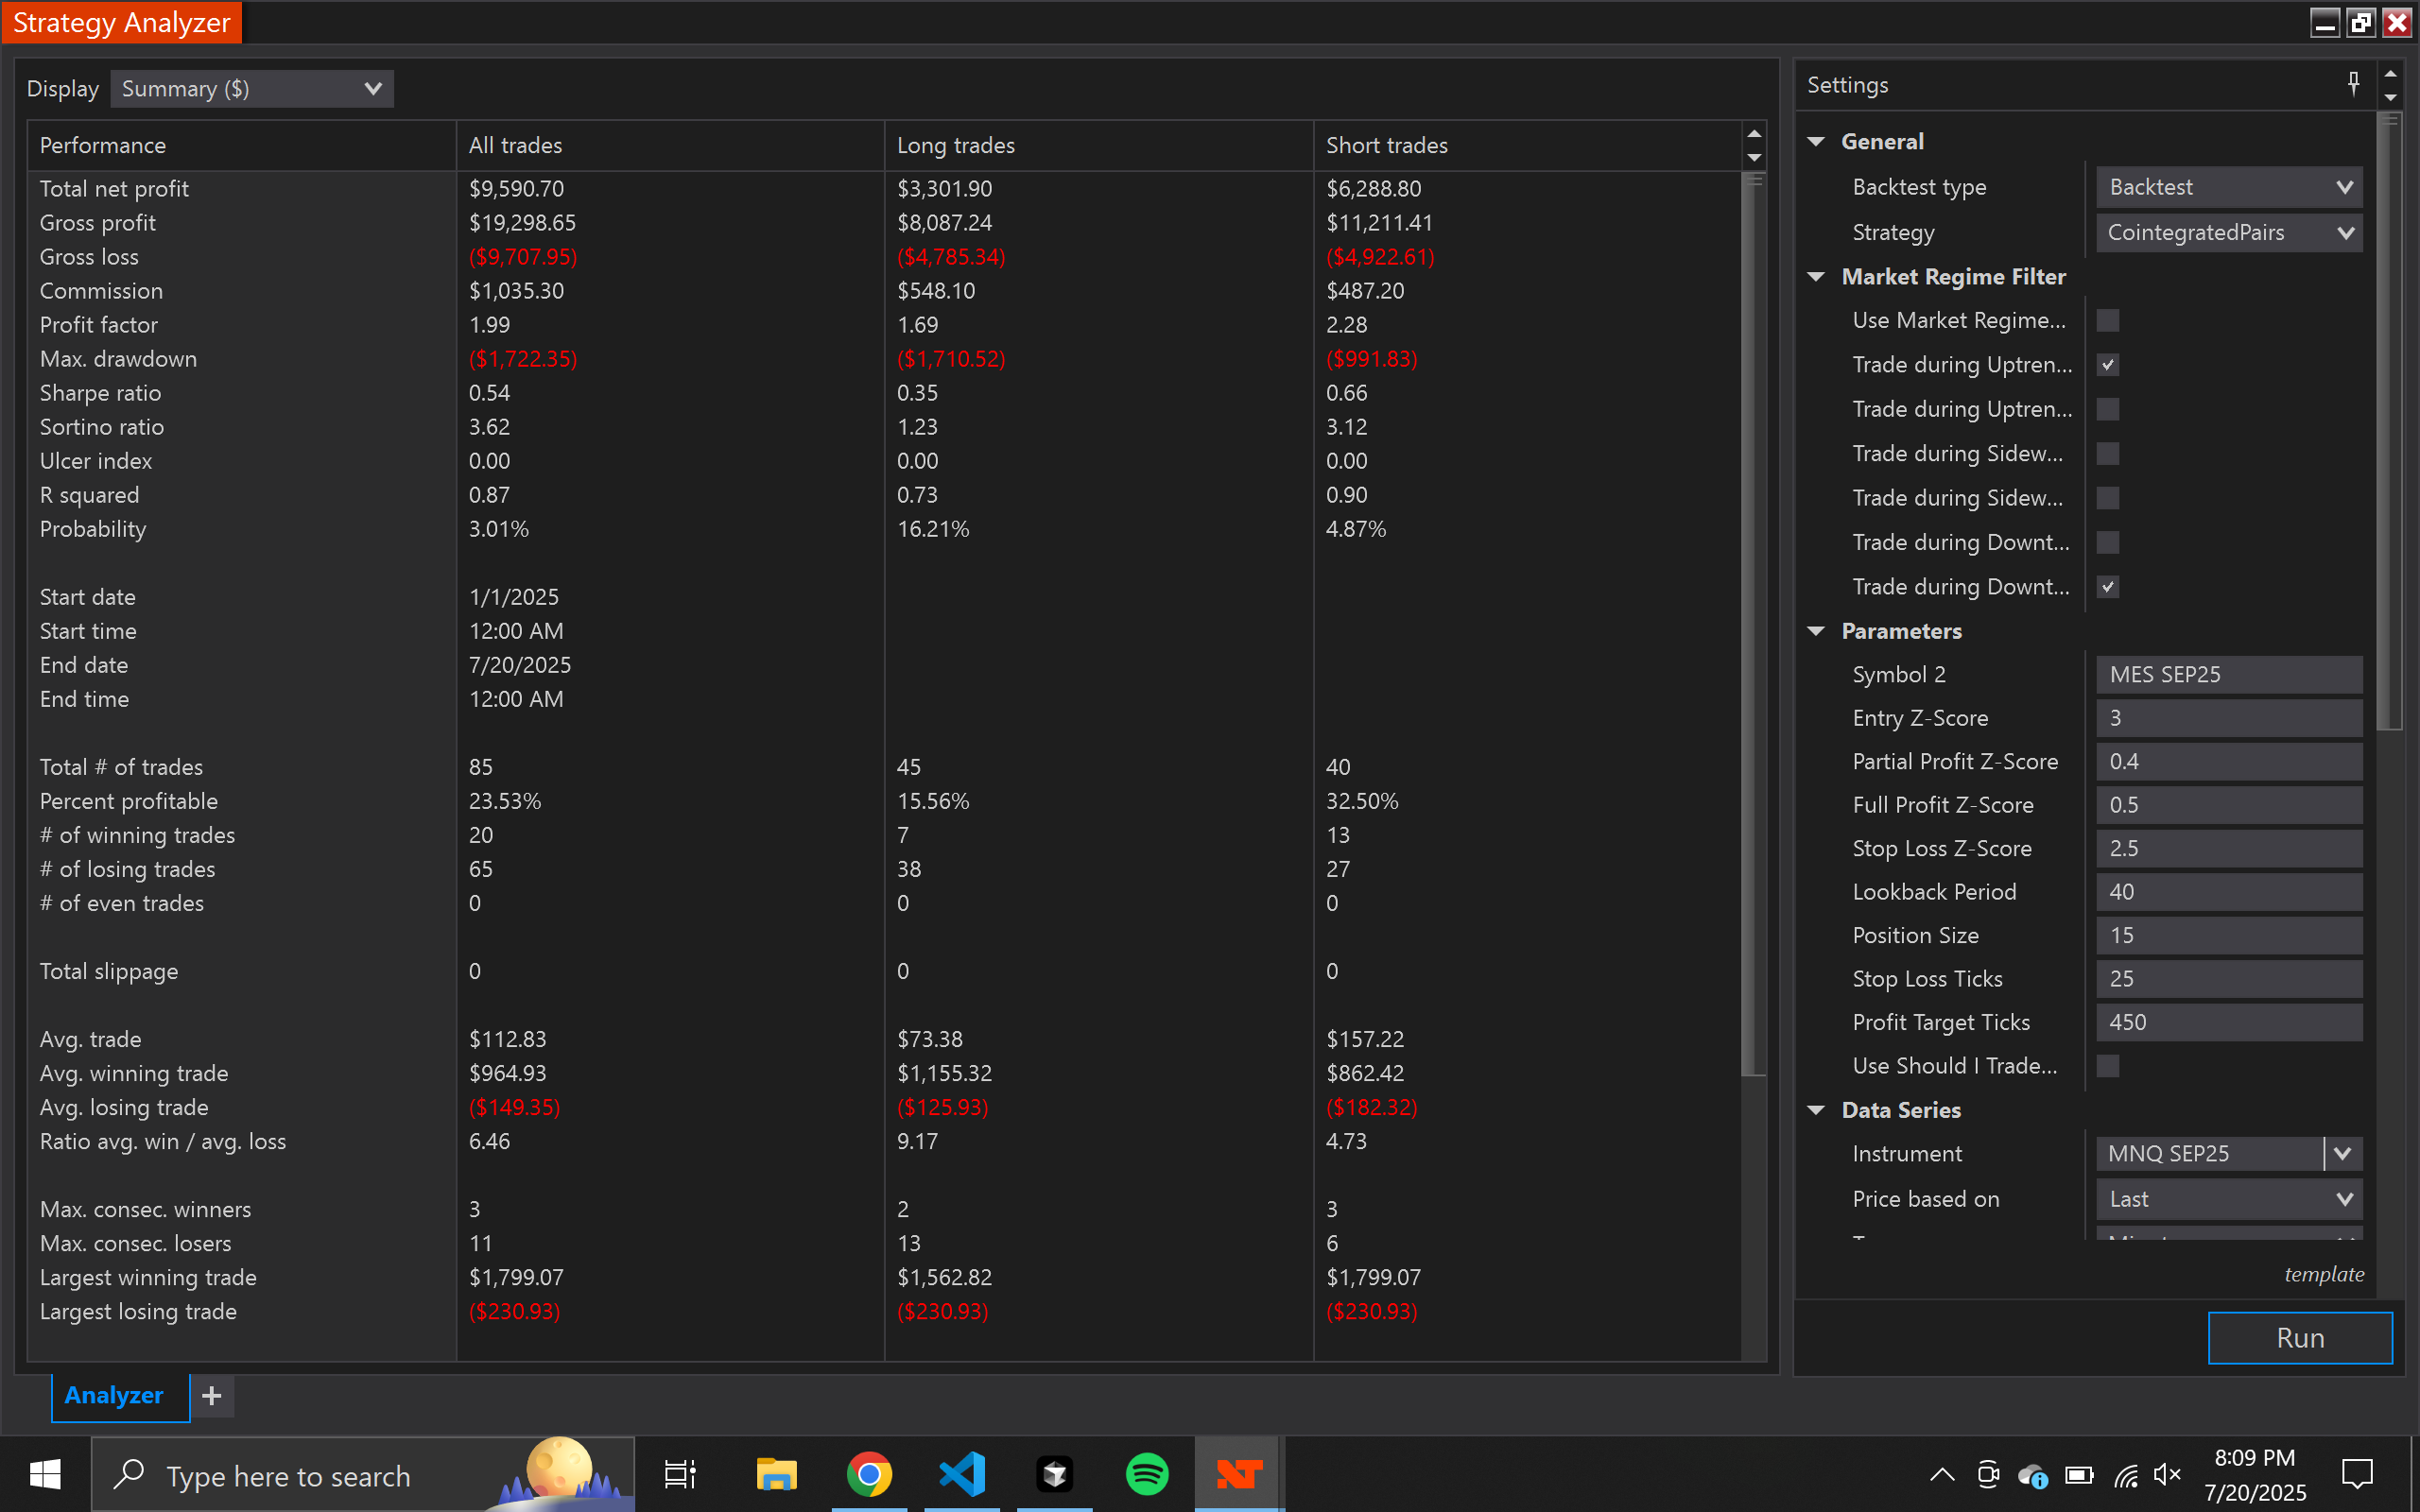 Strategy Analyzer
Display Summary ($)
Performance All trades Long trades Short trades
Total net profit $9,590.70 $3,301.90 $6,288.80
Gross profit $19,298.65 $8,087.24 $11,211.41
Gross loss ($9,707.95) ($4,785.34) ($4,922.61)
Commission $1,035.30 $548.10 $487.20
Profit factor 1.99 1.69 2.28
Max. drawdown ($1,722.35) ($1,710.52) ($991.83)
Sharpe ratio 0.54 0.35 0.66
Sortino ratio 3.62 1.23 3.12
Ulcer index 0.00 0.00 0.00
R squared 0.87 0.73 0.90
Probability 3.01% 16.21% 4.87%
Start date 1/1/2025
Start time 12:00 AM
End date 7/20/2025
End time 12:00 AM
Total # of trades 85 45 40
Percent profitable 23.53% 15.56% 32.50%
# of winning trades 20 7 13
# of losing trades 65 38 27
# of even trades 0 0 0
Total slippage 0 0 0
Avg. trade $112.83 $73.38 $157.22
Avg. winning trade $964.93 $1,155.32 $862.42
Avg. losing trade ($149.35) ($125.93) ($182.32)
Ratio avg. win / avg. loss 6.46 9.17 4.73
Max. consec. winners 3 2 3
Max. consec. losers 11 13 6
Largest winning trade $1,799.07 $1,562.82 $1,799.07
Largest losing trade ($230.93) ($230.93) ($230.93)
Settings
General
Backtest type Backtest
Strategy CointegratedPairs
Market Regime Filter
Use Market Regime...
Trade during Uptren...
Trade during Uptren...
Trade during Sidew...
Trade during Sidew...
Trade during Downt...
Trade during Downt...
Parameters
Symbol 2 MES SEP25
Entry Z-Score 3
Partial Profit Z-Score 0.4
Full Profit Z-Score 0.5
Stop Loss Z-Score 2.5
Lookback Period 40
Position Size 15
Stop Loss Ticks 25
Profit Target Ticks 450
Use Should I Trade...
Data Series
Instrument MNQ SEP25
Price based on Last
template
Run
Analyzer +
Type here to search
8:09 PM
7/20/2025